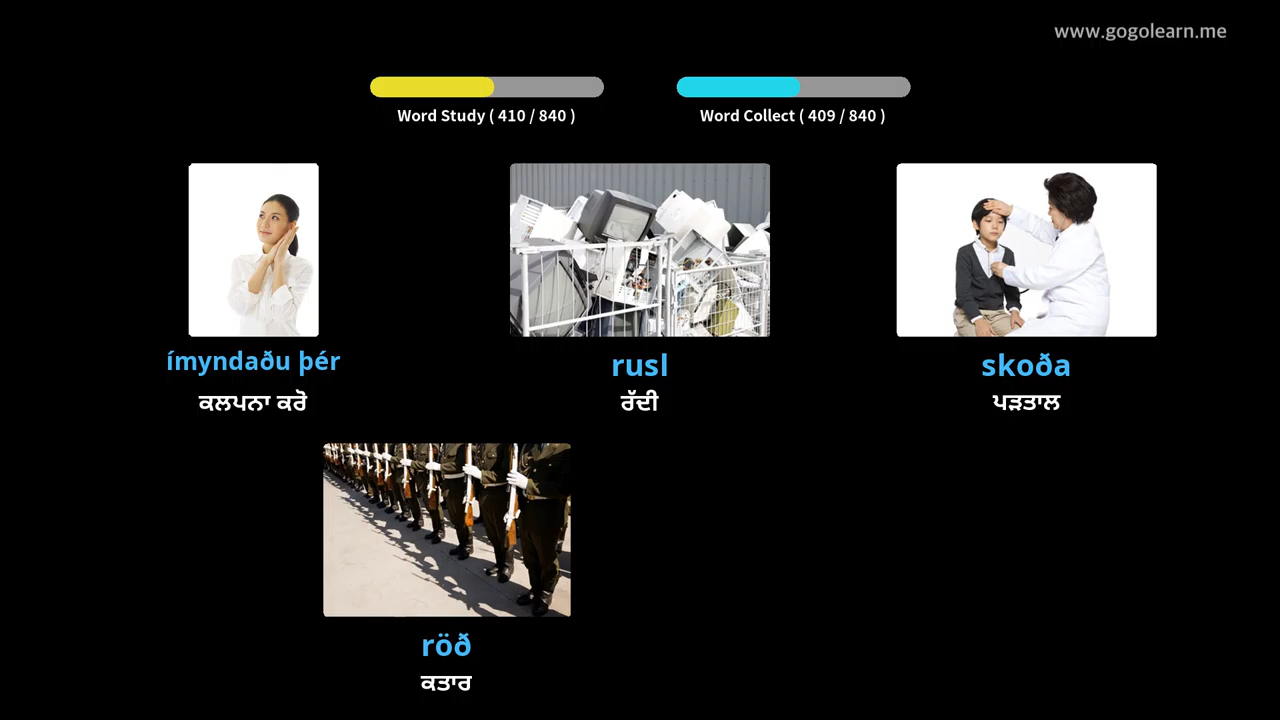 www.gogolearn.me
Word Study ( 410 / 840 )
Word Collect ( 409 / 840 )
ímyndaðu þér
ਕਲਪਨਾ ਕਰੋ
rusl
ਰੱਦੀ
skoða
ਪੜਤਾਲ
röð
ਕਤਾਰ